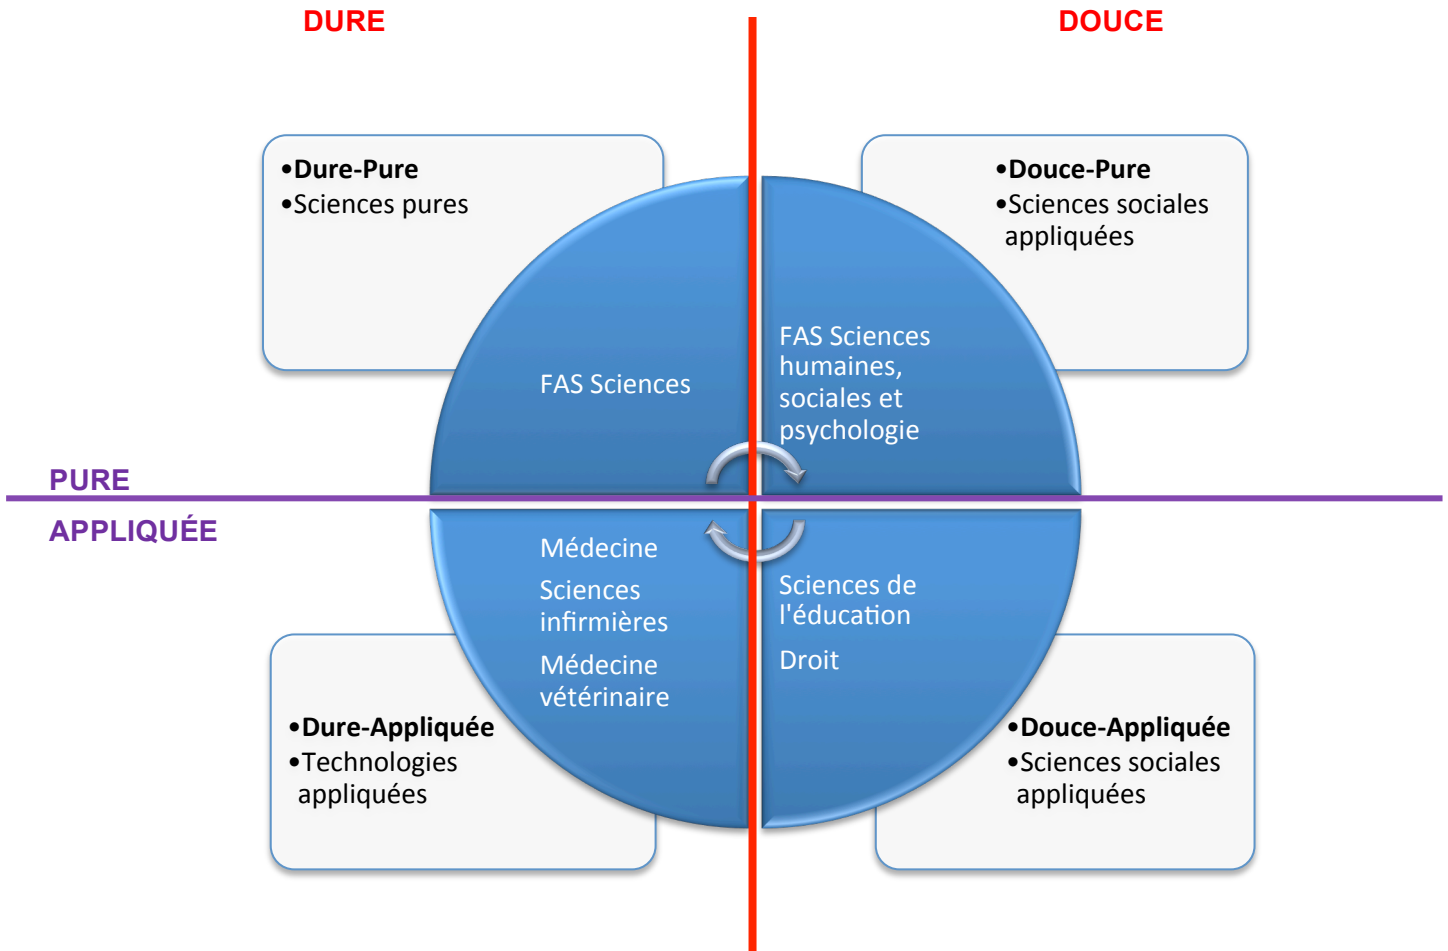 DURE
DOUCE
•Dure-Pure
•Sciences pures
•Douce-Pure
•Sciences sociales
appliquées
FAS Sciences
FAS Sciences
humaines,
sociales et
psychologie
PURE
APPLIQUÉE
Médecine
Sciences
infirmières
Médecine
vétérinaire
Sciences de
l'éducation
Droit
•Dure-Appliquée
•Technologies
appliquées
•Douce-Appliquée
•Sciences sociales
appliquées